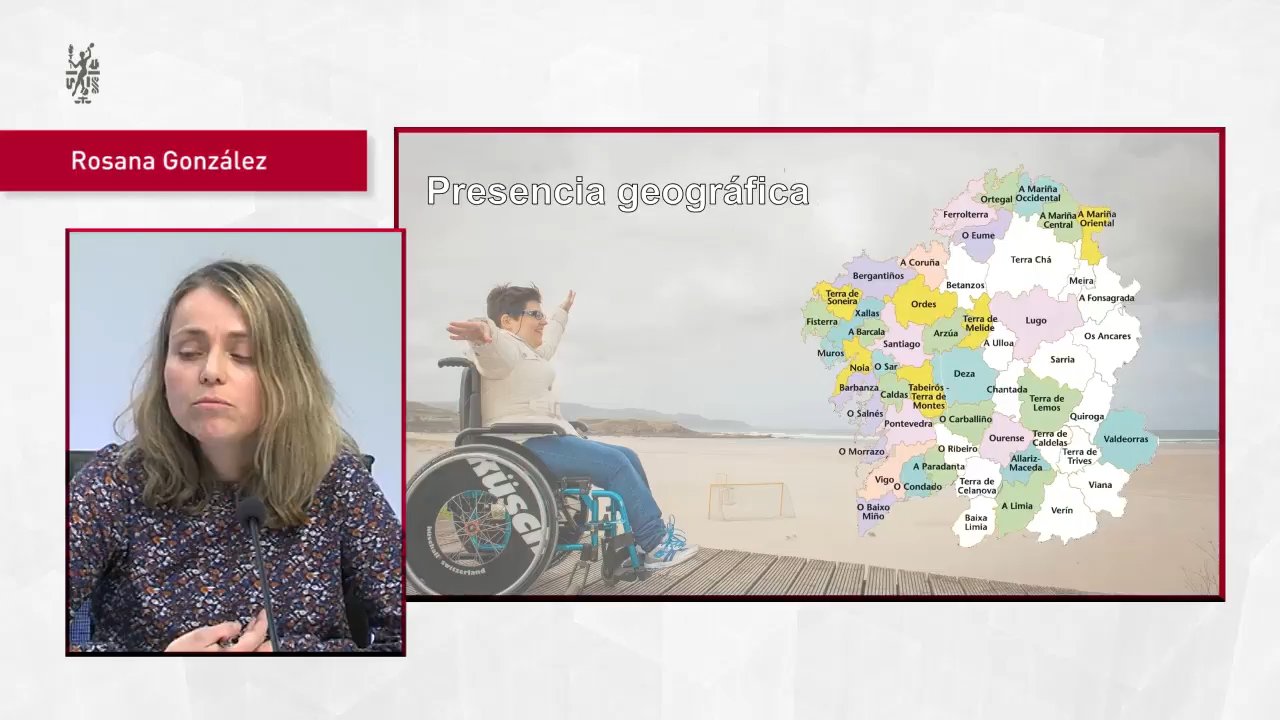 Rosana González
Presencia geográfica
Ortegal
A Mariña
Occidental
Ferrolterra
A Mariña
Central
A Mariña
Oriental
O Eume
Terra Chá
A Coruña
Bergantiños
Betanzos
Meira
A Fonsagrada
Terra de
Soneira
Ordes
Xallas
Fisterra
Terra de
Melide
Lugo
A Barcala
Arzúa
Santiago
A Ulloa
Os Ancares
Muros
Noia
O Sar
Sarria
Deza
Barbanza
Caldas
Tabeirós -
Terra de
Montes
Chantada
Terra de
Lemos
O Salnés
Pontevedra
O Carballiño
Quiroga
Ourense
Terra de
Caldelas
Valdeorras
O Morrazo
O Ribeiro
Terra de
Trives
A Paradanta
Allariz-
Maceda
Vigo
O Condado
Terra de
Celanova
Viana
O Baixo
Miño
A Limia
Verín
Baixa
Limia
KÜSCH
küschall switzerland